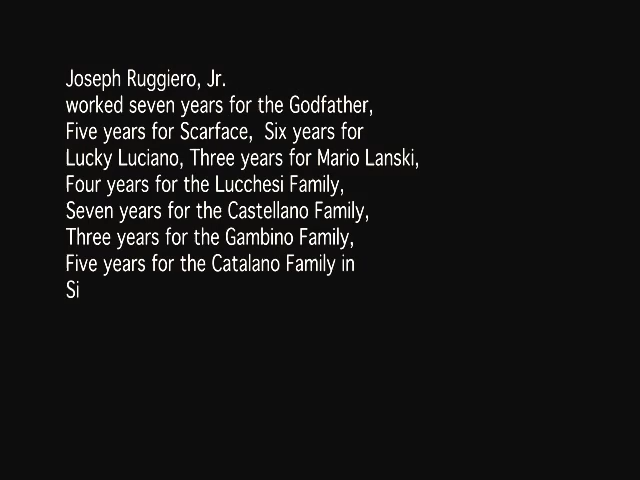 Joseph Ruggiero, Jr.
worked seven years for the Godfather,
Five years for Scarface,  Six years for
Lucky Luciano, Three years for Mario Lanski,
Four years for the Lucchesi Family,
Seven years for the Castellano Family,
Three years for the Gambino Family,
Five years for the Catalano Family in
Si